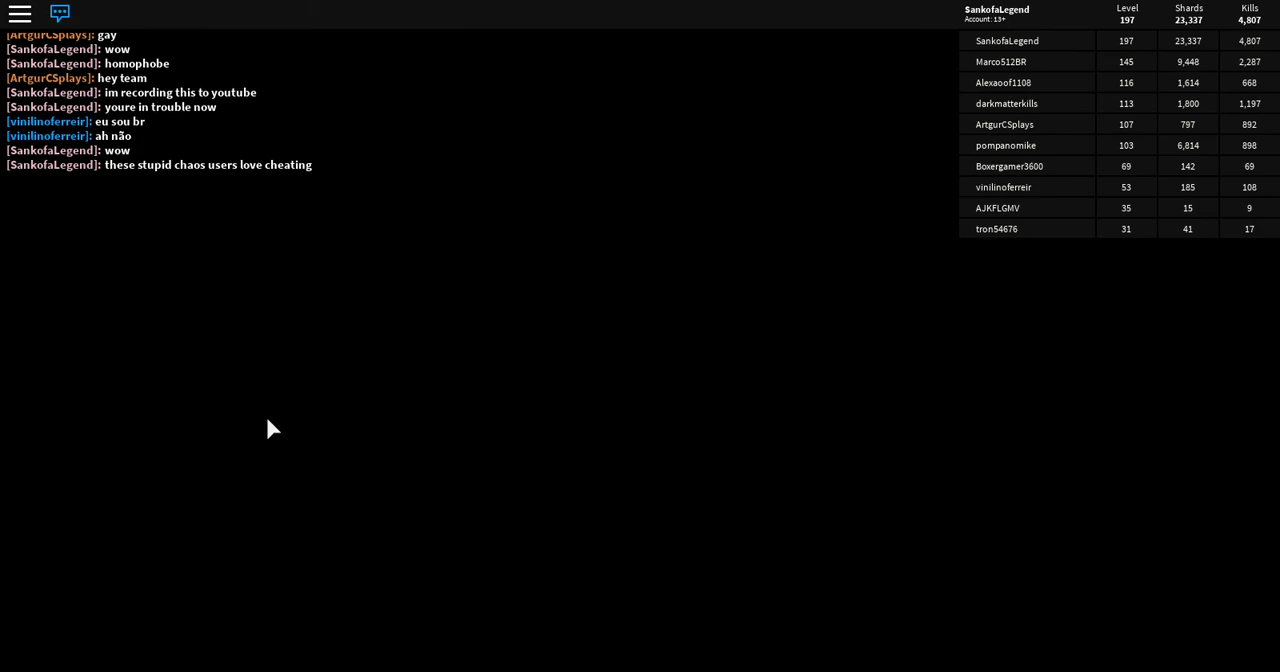 SankofaLegend
Account: 13+
Level Shards Kills
197 23,337 4,807
[ArtgurCSplays]: gay
[SankofaLegend]: wow
[SankofaLegend]: homophobe
[ArtgurCSplays]: hey team
[SankofaLegend]: im recording this to youtube
[SankofaLegend]: youre in trouble now
[vinilinoferreir]: eu sou br
[vinilinoferreir]: ah não
[SankofaLegend]: wow
[SankofaLegend]: these stupid chaos users love cheating
SankofaLegend 197 23,337 4,807
Marco512BR 145 9,448 2,287
Alexaoof1108 116 1,614 668
darkmatterkills 113 1,800 1,197
ArtgurCSplays 107 797 892
pompanomike 103 6,814 898
Boxergamer3600 69 142 69
vinilinoferreir 53 185 108
AJKFLGMV 35 15 9
tron54676 31 41 17